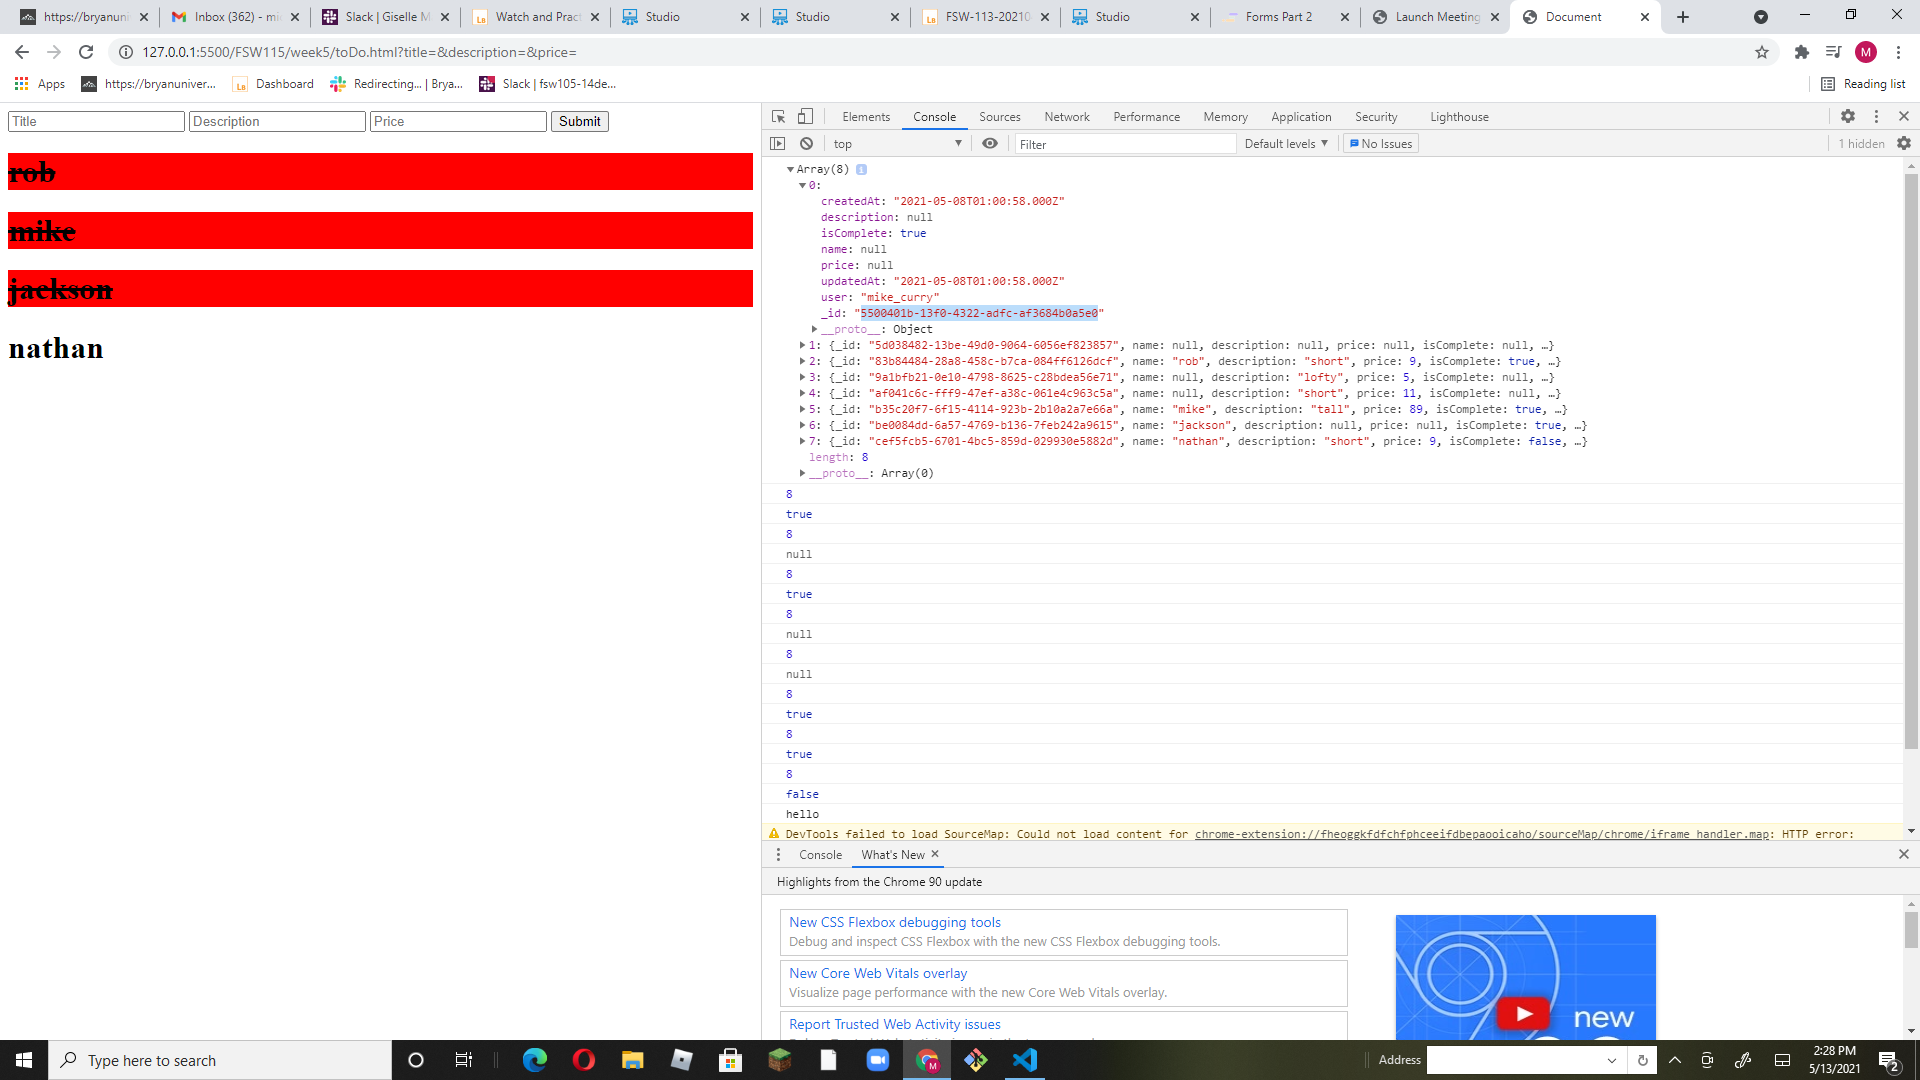 https://bryanuni
Inbox (362) - mi
Slack | Giselle M
Watch and Pract
Studio
Studio
FSW-113-20210
Studio
Forms Part 2
Launch Meeting
Document
127.0.0.1:5500/FSW115/week5/toDo.html?title=&description=&price=
M
Apps
https://bryanuniver...
Dashboard
Redirecting... | Brya...
Slack | fsw105-14de...
Reading list
Title Description Price Submit
rob
mike
jackson
nathan
Elements Console Sources Network Performance Memory Application Security Lighthouse
top Filter Default levels No Issues 1 hidden
Array(8)
0:
createdAt: "2021-05-08T01:00:58.000Z"
description: null
isComplete: true
name: null
price: null
updatedAt: "2021-05-08T01:00:58.000Z"
user: "mike_curry"
_id: "5500401b-13f0-4322-adfc-af3684b0a5e0"
__proto__: Object
1: {_id: "5d038482-13be-49d0-9064-6056ef823857", name: null, description: null, price: null, isComplete: null, …}
2: {_id: "83b84484-28a8-458c-b7ca-084ff6126dcf", name: "rob", description: "short", price: 9, isComplete: true, …}
3: {_id: "9a1bfb21-0e10-4798-8625-c28bdea56e71", name: null, description: "lofty", price: 5, isComplete: null, …}
4: {_id: "af041c6c-fff9-47ef-a38c-061e4c963c5a", name: null, description: "short", price: 11, isComplete: null, …}
5: {_id: "b35c20f7-6f15-4114-923b-2b10a2a7e66a", name: "mike", description: "tall", price: 89, isComplete: true, …}
6: {_id: "be0084dd-6a57-4769-b136-7feb242a9615", name: "jackson", description: null, price: null, isComplete: true, …}
7: {_id: "cef5fcb5-6701-4bc5-859d-029930e5882d", name: "nathan", description: "short", price: 9, isComplete: false, …}
length: 8
__proto__: Array(0)
8
true
8
null
8
true
8
null
8
null
8
true
8
true
8
false
hello
DevTools failed to load SourceMap: Could not load content for chrome-extension://fheoggkfdfchfphceeifdbepaooicaho/sourceMap/chrome/iframe_handler.map: HTTP error:
Console What's New
Highlights from the Chrome 90 update
New CSS Flexbox debugging tools
Debug and inspect CSS Flexbox with the new CSS Flexbox debugging tools.
New Core Web Vitals overlay
Visualize page performance with the new Core Web Vitals overlay.
Report Trusted Web Activity issues
new
Type here to search
Address
2:28 PM
5/13/2021
2